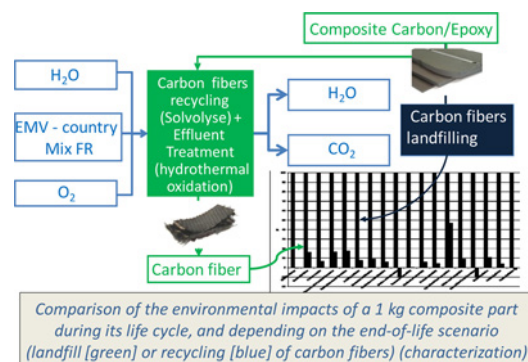 Composite Carbon/Epoxy
H₂O
EMV - country
Mix FR
O₂
Carbon fibers
recycling
(Solvolyse) +
Effluent
Treatment
(hydrothermal
oxidation)
H₂O
CO₂
Carbon fibers
landfilling
Carbon fiber
Comparison of the environmental impacts of a 1 kg composite part
during its life cycle, and depending on the end-of-life scenario
(landfill [green] or recycling [blue] of carbon fibers) (characterization)